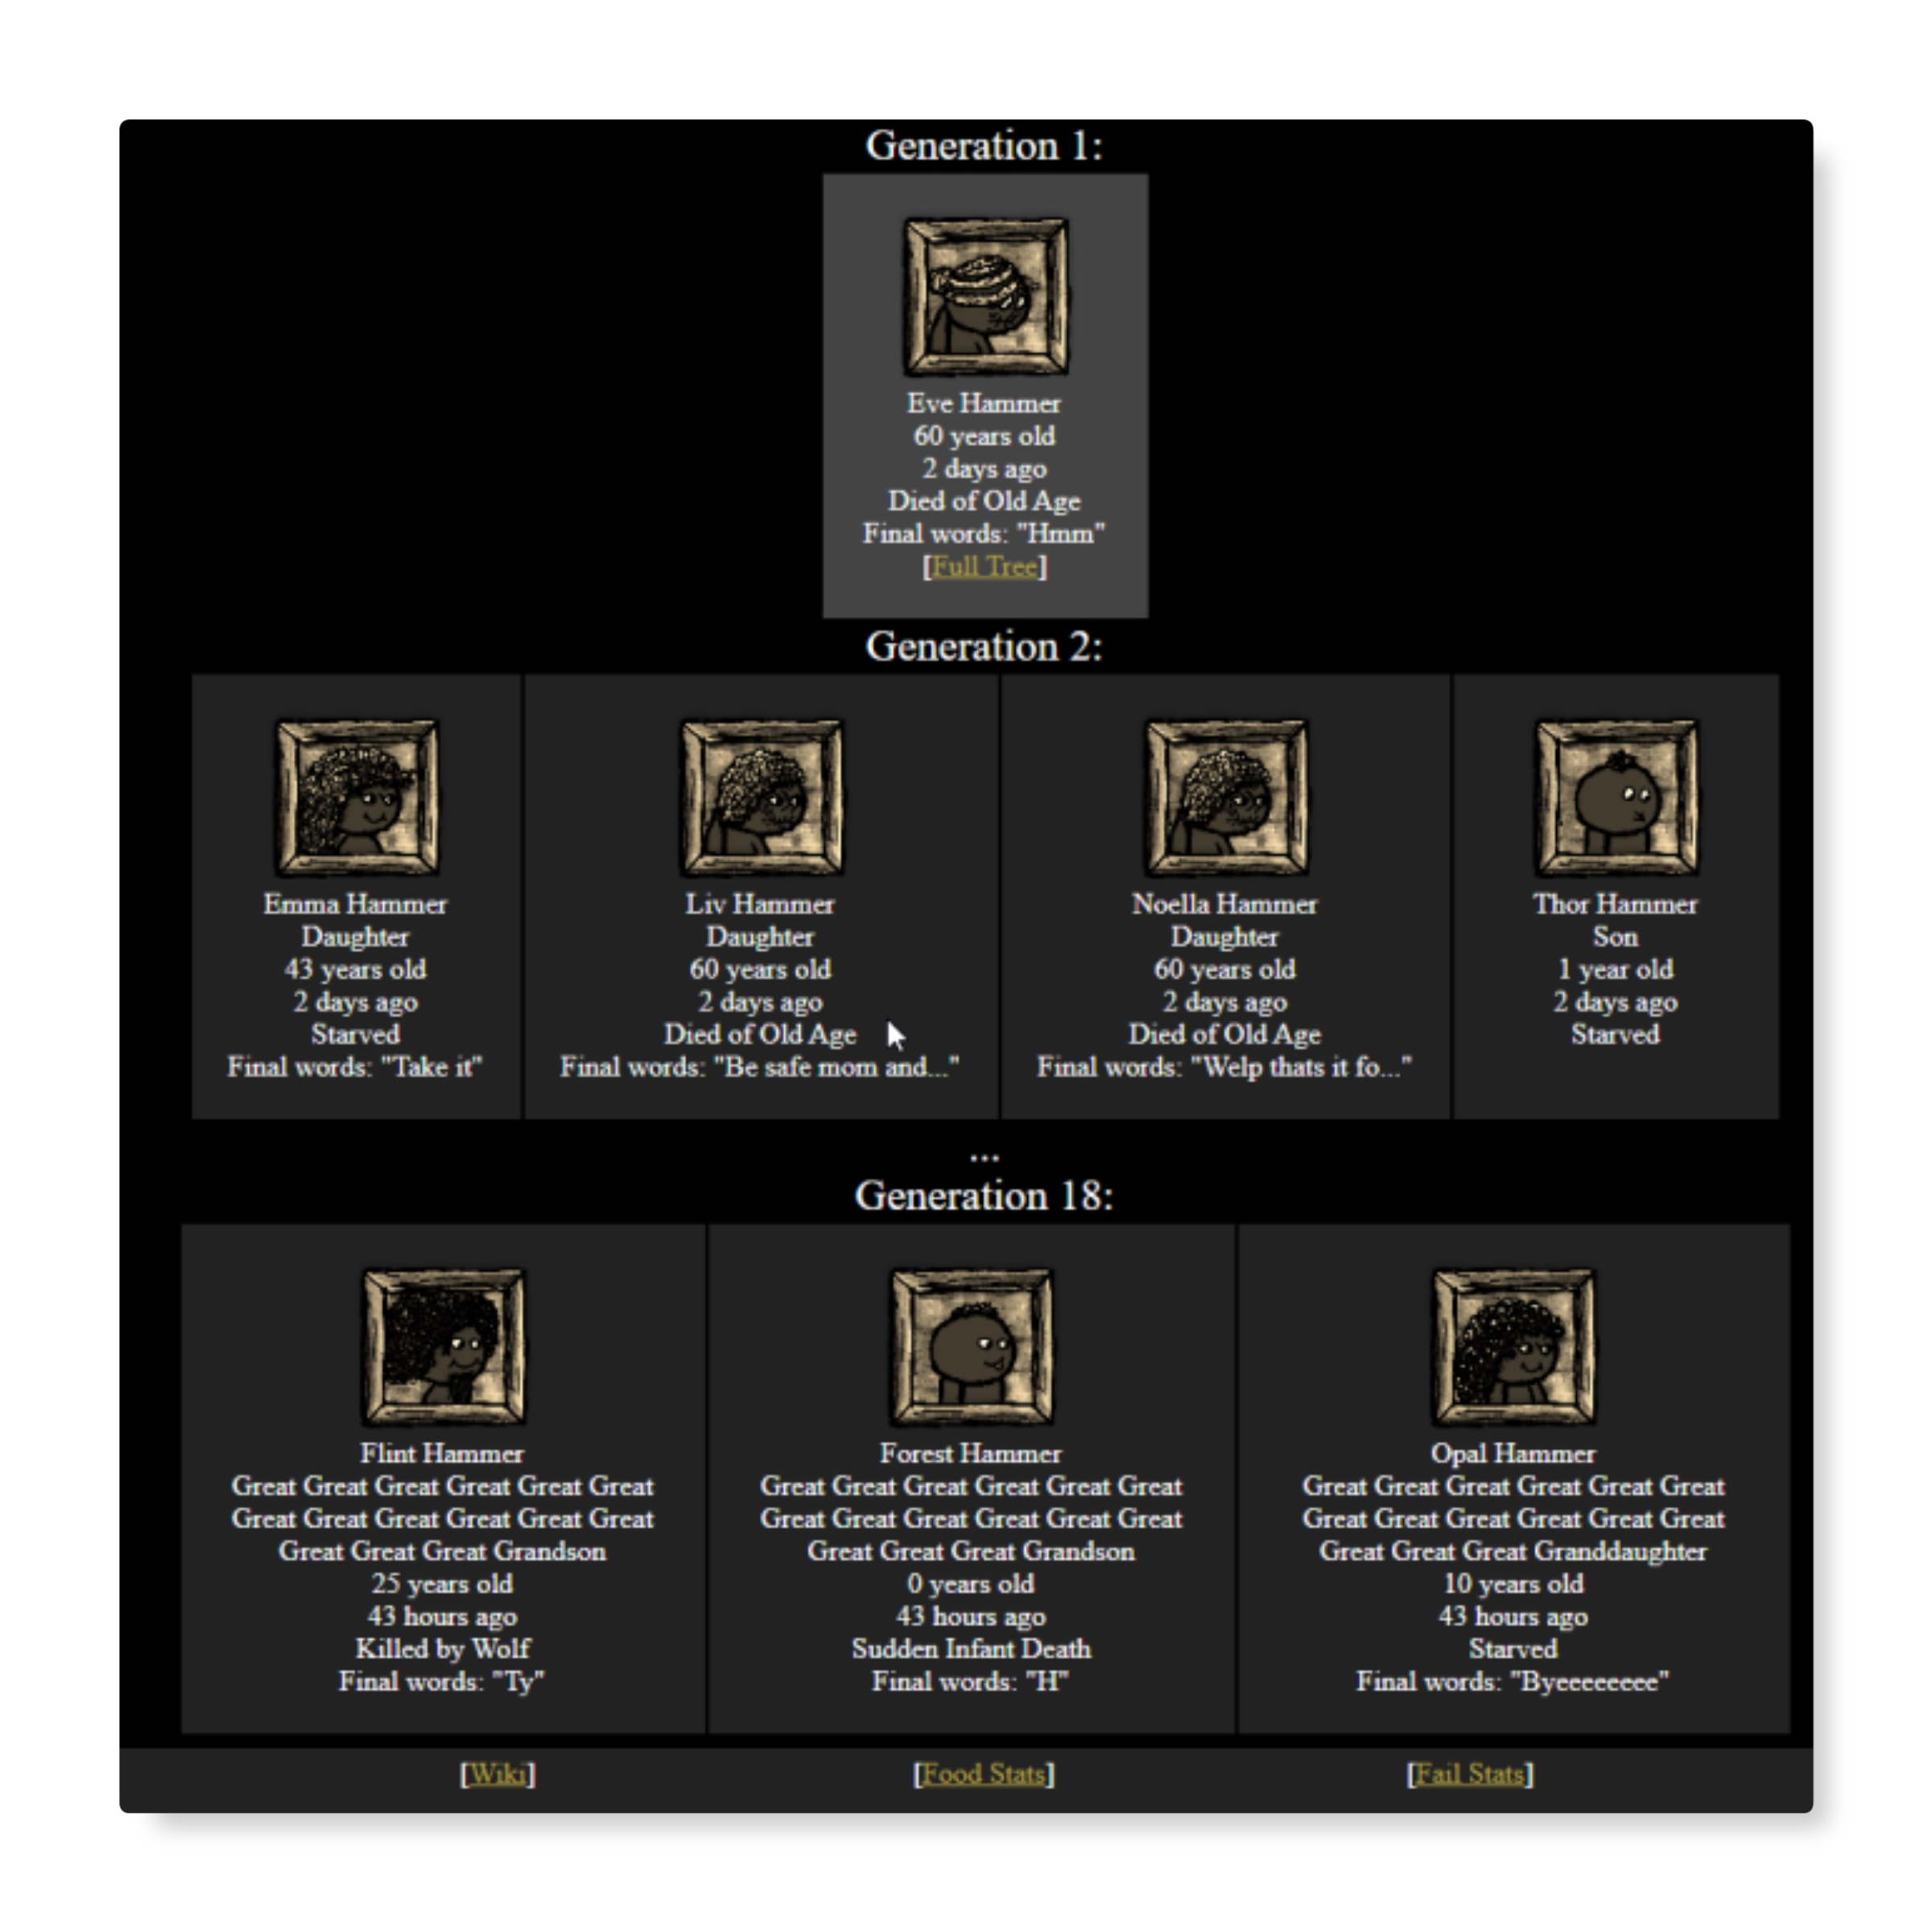 Generation 1:
Eve Hammer
60 years old
2 days ago
Died of Old Age
Final words: "Hmm"
[Full Tree]
Generation 2:
Emma Hammer
Daughter
43 years old
2 days ago
Starved
Final words: "Take it"
Liv Hammer
Daughter
60 years old
2 days ago
Died of Old Age
Final words: "Be safe mom and..."
Noella Hammer
Daughter
60 years old
2 days ago
Died of Old Age
Final words: "Welp thats it fo..."
Thor Hammer
Son
1 year old
2 days ago
Starved
...
Generation 18:
Flint Hammer
Great Great Great Great Great Great
Great Great Great Great Great Great
Great Great Great Grandson
25 years old
43 hours ago
Killed by Wolf
Final words: "Ty"
Forest Hammer
Great Great Great Great Great Great
Great Great Great Great Great Great
Great Great Great Grandson
0 years old
43 hours ago
Sudden Infant Death
Final words: "H"
Opal Hammer
Great Great Great Great Great Great
Great Great Great Great Great Great
Great Great Great Granddaughter
10 years old
43 hours ago
Starved
Final words: "Byeeeeeeee"
[Wiki]
[Food Stats]
[Fail Stats]